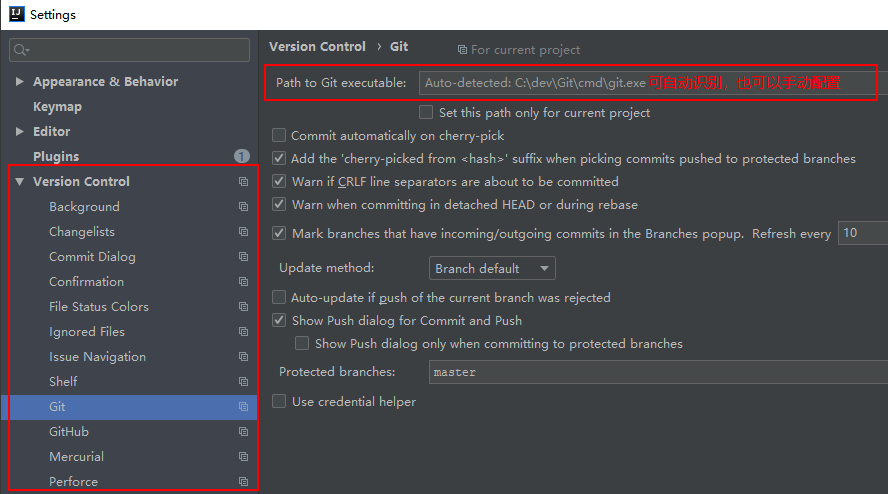 Settings
Appearance & Behavior
Keymap
Editor
Plugins 1
Version Control
Background
Changelists
Commit Dialog
Confirmation
File Status Colors
Ignored Files
Issue Navigation
Shelf
Git
GitHub
Mercurial
Perforce
Version Control › Git For current project
Path to Git executable: Auto-detected: C:\dev\Git\cmd\git.exe 可自动识别，也可以手动配置
Set this path only for current project
Commit automatically on cherry-pick
Add the 'cherry-picked from <hash>' suffix when picking commits pushed to protected branches
Warn if CRLF line separators are about to be committed
Warn when committing in detached HEAD or during rebase
Mark branches that have incoming/outgoing commits in the Branches popup. Refresh every 10
Update method: Branch default
Auto-update if push of the current branch was rejected
Show Push dialog for Commit and Push
Show Push dialog only when committing to protected branches
Protected branches: master
Use credential helper